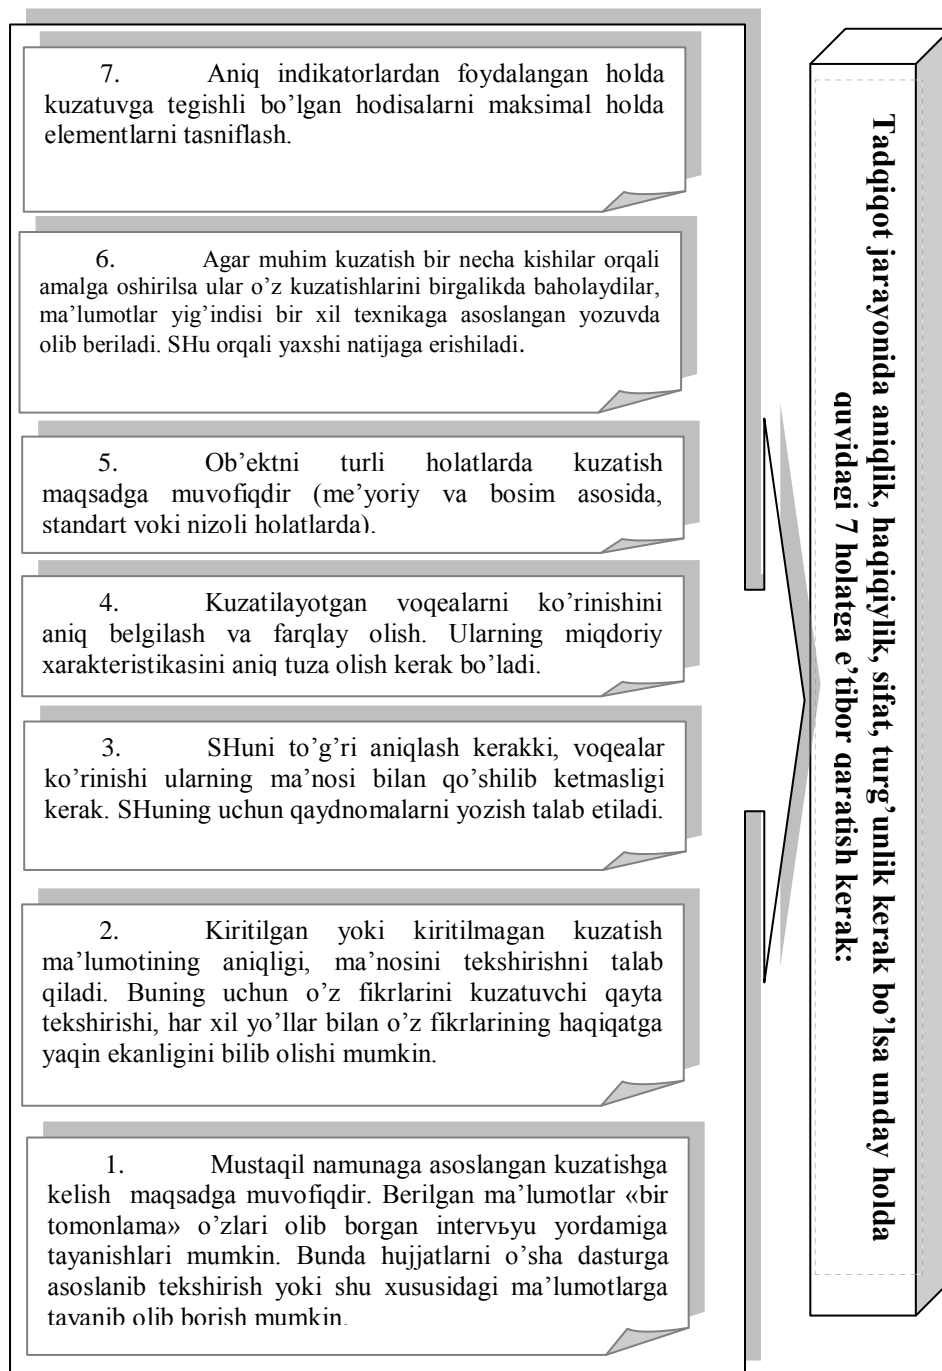 7. Aniq indikatorlardan foydalangan holda
kuzatuvga tegishli bo’lgan hodisalarni maksimal holda
elementlarni tasniflash.
6. Agar muhim kuzatish bir necha kishilar orqali
amalga oshirilsa ular o’z kuzatishlarini birgalikda baholaydilar,
ma’lumotlar yig’indisi bir xil texnikaga asoslangan yozuvda
olib beriladi. SHu orqali yaxshi natijaga erishiladi.
5. Ob’ektni turli holatlarda kuzatish
maqsadga muvofiqdir (me’yoriy va bosim asosida,
standart yoki nizoli holatlarda).
4. Kuzatilayotgan voqealarni ko’rinishini
aniq belgilash va farqlay olish. Ularning miqdoriy
xarakteristikasini aniq tuza olish kerak bo’ladi.
3. SHuni to’g’ri aniqlash kerakki, voqealar
ko’rinishi ularning ma’nosi bilan qo’shilib ketmasligi
kerak. SHuning uchun qaydnomalarni yozish talab etiladi.
2. Kiritilgan yoki kiritilmagan kuzatish
ma’lumotining aniqligi, ma’nosini tekshirishni talab
qiladi. Buning uchun o’z fikrlarini kuzatuvchi qayta
tekshirishi, har xil yo’llar bilan o’z fikrlarining haqiqatga
yaqin ekanligini bilib olishi mumkin.
1. Mustaqil namunaga asoslangan kuzatishga
kelish maqsadga muvofiqdir. Berilgan ma’lumotlar «bir
tomonlama» o’zlari olib borgan intervьyu yordamiga
tayanishlari mumkin. Bunda hujjatlarni o’sha dasturga
asoslanib tekshirish yoki shu xususidagi ma’lumotlarga
tayanib olib borish mumkin.
Tadqiqot jarayonida aniqlik, haqiqiylik, sifat, turg’unlik kerak bo’lsa unday holda
quyidagi 7 holatga e’tibor qaratish kerak: